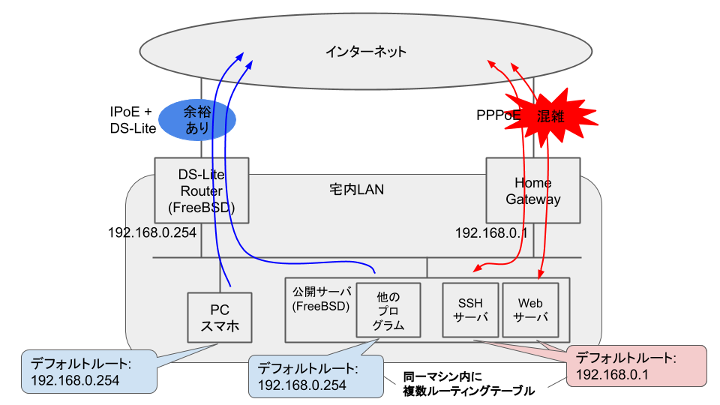 インターネット
IPoE +
DS-Lite
余裕
あり
PPPoE
混雑
DS-Lite
Router
(FreeBSD)
宅内LAN
Home
Gateway
192.168.0.254
192.168.0.1
公開サーバ
(FreeBSD)
他の
プロ
グラム
SSH
サーバ
Web
サーバ
PC
スマホ
デフォルトルート:
192.168.0.254
デフォルトルート:
192.168.0.254
同一マシン内に
複数ルーティングテーブル
デフォルトルート:
192.168.0.1